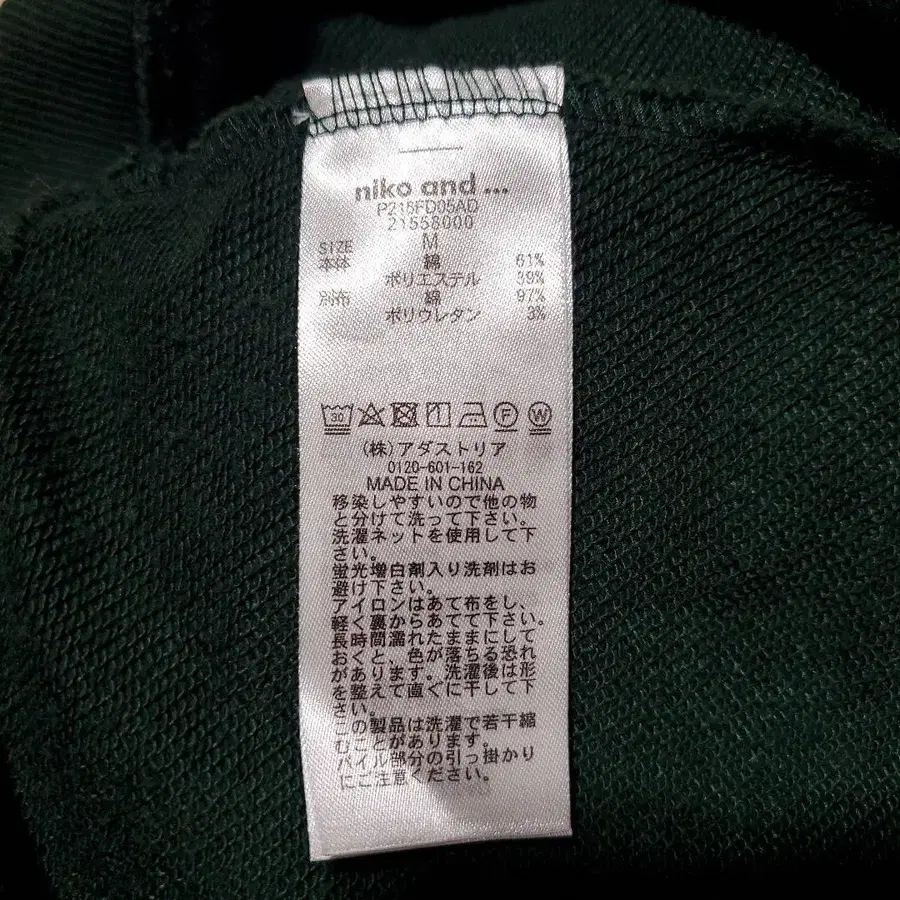 niko and ...
P215FD05AD
21558000
SIZE M
本体 綿 61%
ポリエステル 39%
別布 綿 97%
ポリウレタン 3%
30 F W
(株)アダストリア
0120-601-162
MADE IN CHINA
移染しやすいので他の物
と分けて洗って下さい。
洗濯ネットを使用して下
さい。
蛍光増白剤入り洗剤はお
避け下さい。
アイロンはあて布をし、
軽く裏からあてて下さい。
長時間濡れたままにして
おくと、色が落ちる恐れ
があります。洗濯後は形
を整えて直ぐに干して下
さい。
この製品は洗濯で若干縮
むことがあります。
パイル部分の引っ掛かり
にご注意ください。